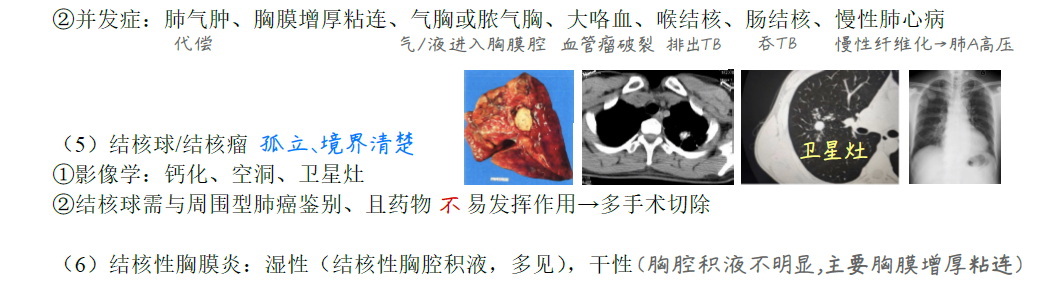 ②并发症：肺气肿、胸膜增厚粘连、气胸或脓气胸、大咯血、喉结核、肠结核、慢性肺心病
代偿 气/液进入胸膜腔 血管瘤破裂 排出TB 吞TB 慢性纤维化→肺A高压
（5）结核球/结核瘤 孤立、境界清楚
卫星灶
①影像学：钙化、空洞、卫星灶
②结核球需与周围型肺癌鉴别、且药物 不 易发挥作用→多手术切除
（6）结核性胸膜炎：湿性（结核性胸腔积液，多见），干性(胸腔积液不明显,主要胸膜增厚粘连)